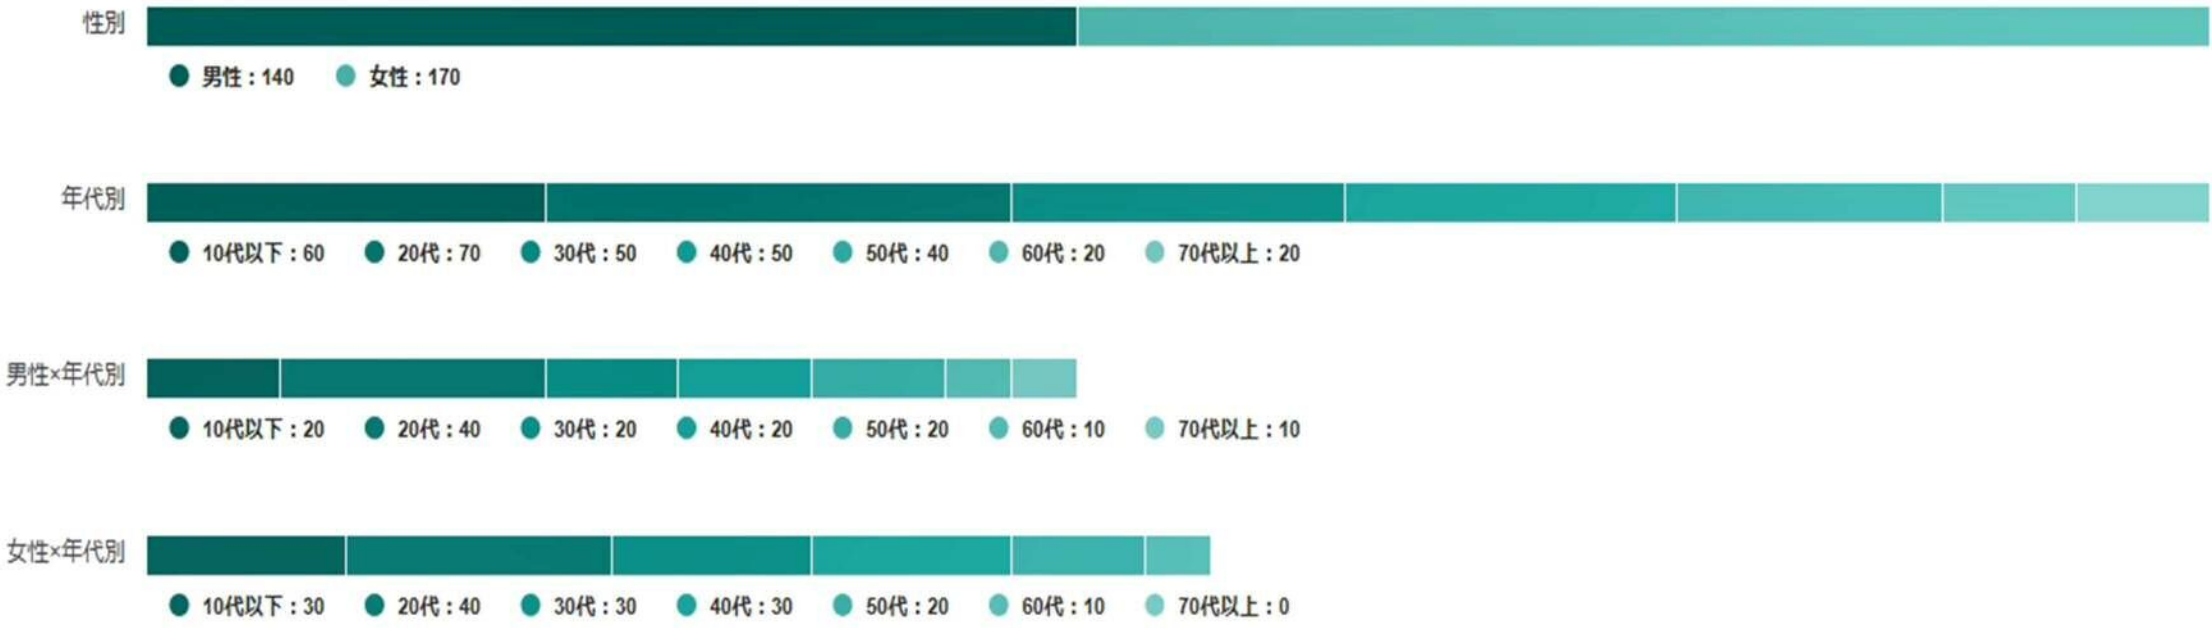 性別
男性：140 女性：170
年代別
10代以下：60 20代：70 30代：50 40代：50 50代：40 60代：20 70代以上：20
男性×年代別
10代以下：20 20代：40 30代：20 40代：20 50代：20 60代：10 70代以上：10
女性×年代別
10代以下：30 20代：40 30代：30 40代：30 50代：20 60代：10 70代以上：0